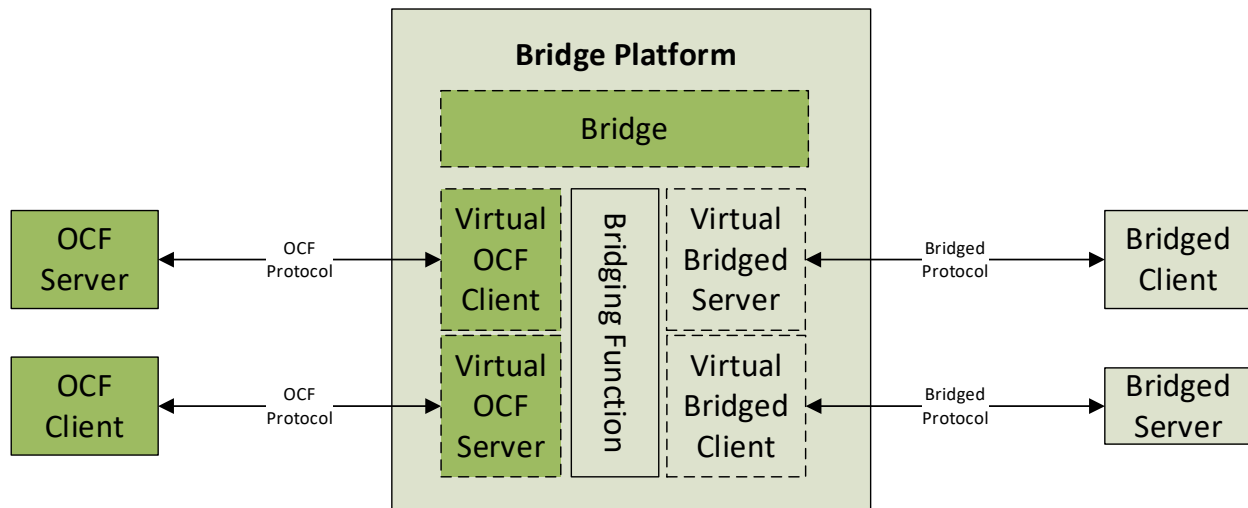 Bridge Platform
Bridge
OCF
Server
OCF
Protocol
Virtual
OCF
Client
Bridging Function
Virtual
Bridged
Server
Bridged
Protocol
Bridged
Client
OCF
Client
OCF
Protocol
Virtual
OCF
Server
Virtual
Bridged
Client
Bridged
Protocol
Bridged
Server